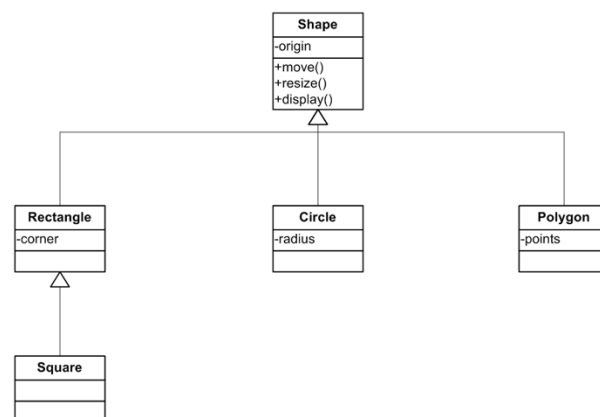 Shape
-origin
+move()
+resize()
+display()
Rectangle
-corner
Circle
-radius
Polygon
-points
Square